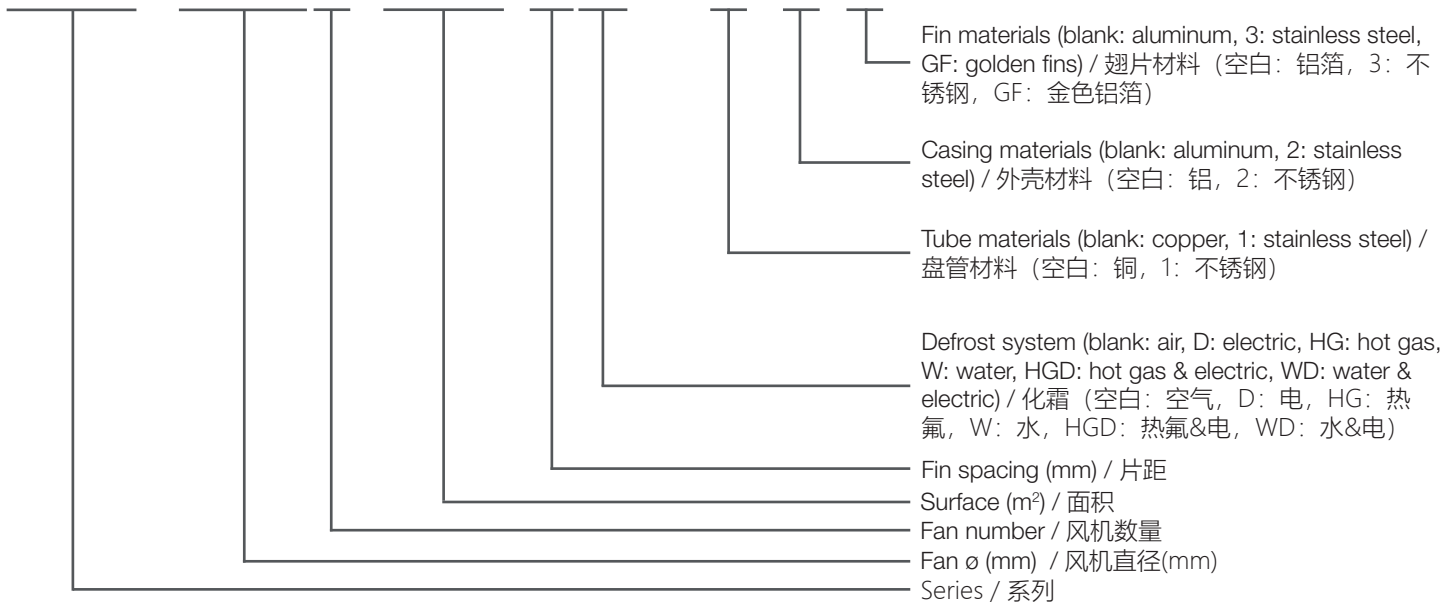 Fin materials (blank: aluminum, 3: stainless steel,
GF: golden fins) / 翅片材料（空白：铝箔，3：不
锈钢，GF：金色铝箔）
Casing materials (blank: aluminum, 2: stainless
steel) / 外壳材料（空白：铝，2：不锈钢）
Tube materials (blank: copper, 1: stainless steel) /
盘管材料（空白：铜，1：不锈钢）
Defrost system (blank: air, D: electric, HG: hot gas,
W: water, HGD: hot gas & electric, WD: water &
electric) / 化霜（空白：空气，D：电，HG：热
氟，W：水，HGD：热氟&电，WD：水&电）
Fin spacing (mm) / 片距
Surface (m²) / 面积
Fan number / 风机数量
Fan ø (mm) / 风机直径(mm)
Series / 系列